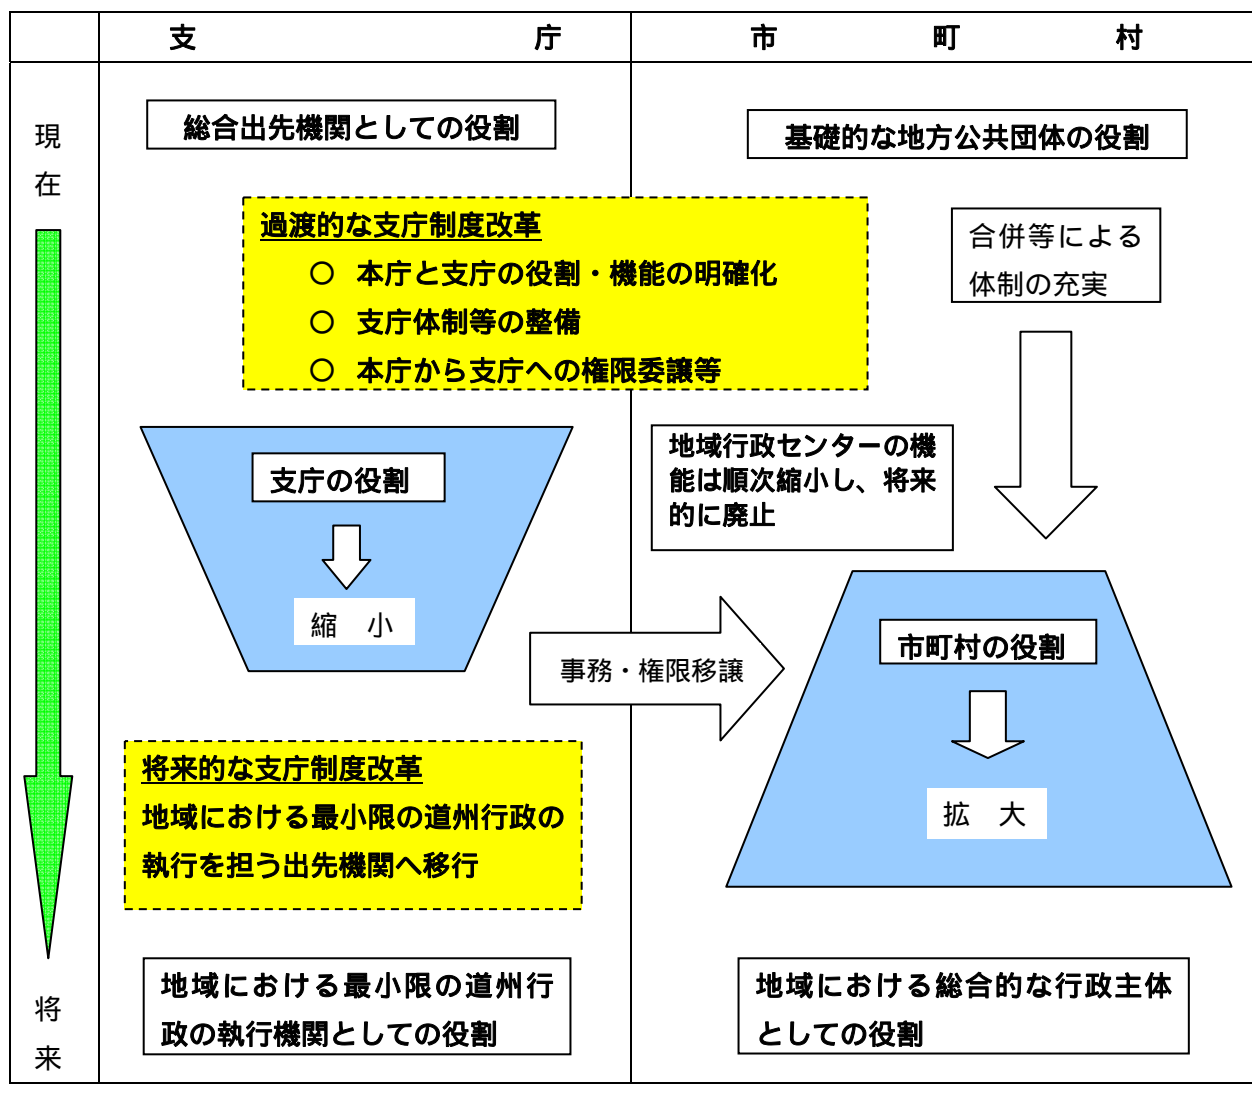 支庁
市町村
現在
総合出先機関としての役割
基礎的な地方公共団体の役割
過渡的な支庁制度改革
○ 本庁と支庁の役割・機能の明確化
○ 支庁体制等の整備
○ 本庁から支庁への権限委譲等
合併等による
体制の充実
支庁の役割
縮　小
地域行政センターの機
能は順次縮小し、将来
的に廃止
事務・権限移譲
市町村の役割
拡　大
将来的な支庁制度改革
地域における最小限の道州行政の
執行を担う出先機関へ移行
将来
地域における最小限の道州行
政の執行機関としての役割
地域における総合的な行政主体
としての役割